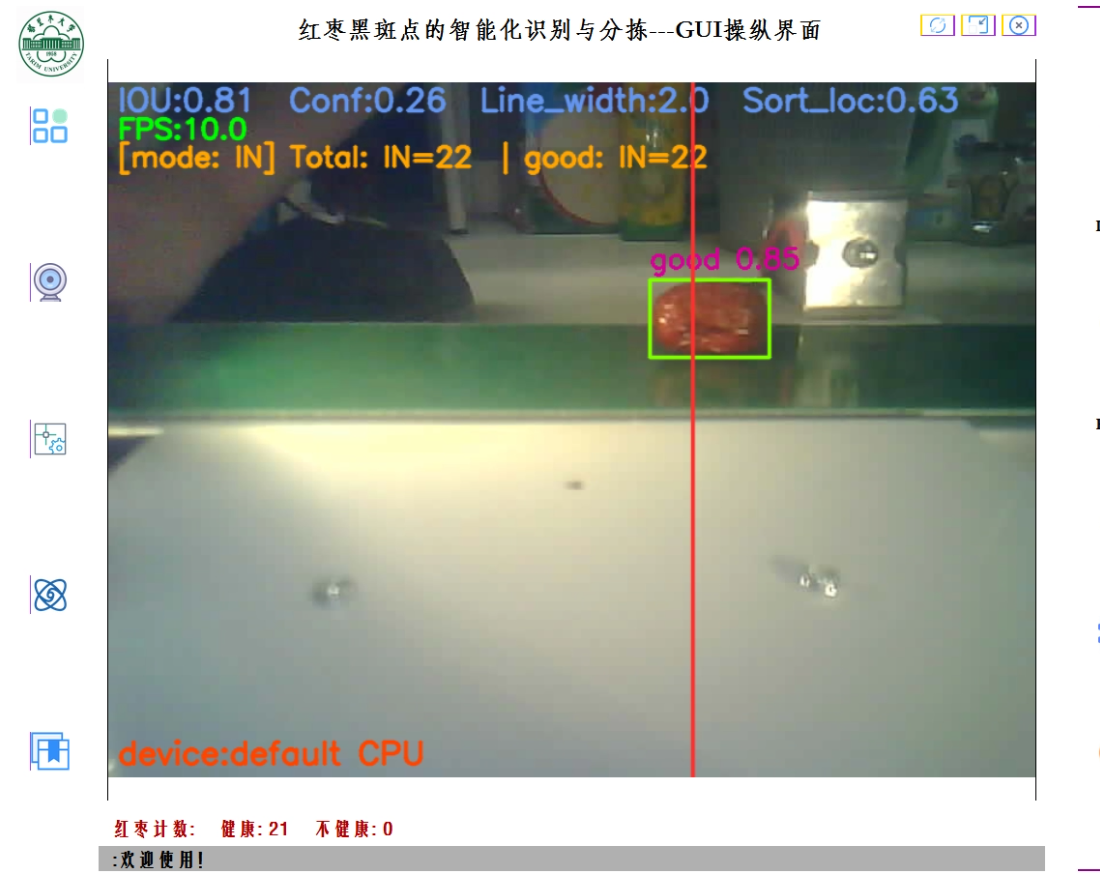 红枣黑斑点的智能化识别与分拣---GUI操纵界面
TARIM UNIVERSITY
IOU:0.81 Conf:0.26 Line_width:2.0 Sort_loc:0.63
FPS:10.0
[mode: IN] Total: IN=22 | good: IN=22
good 0.85
device:default CPU
红枣计数: 健康:21 不健康:0
:欢迎使用!